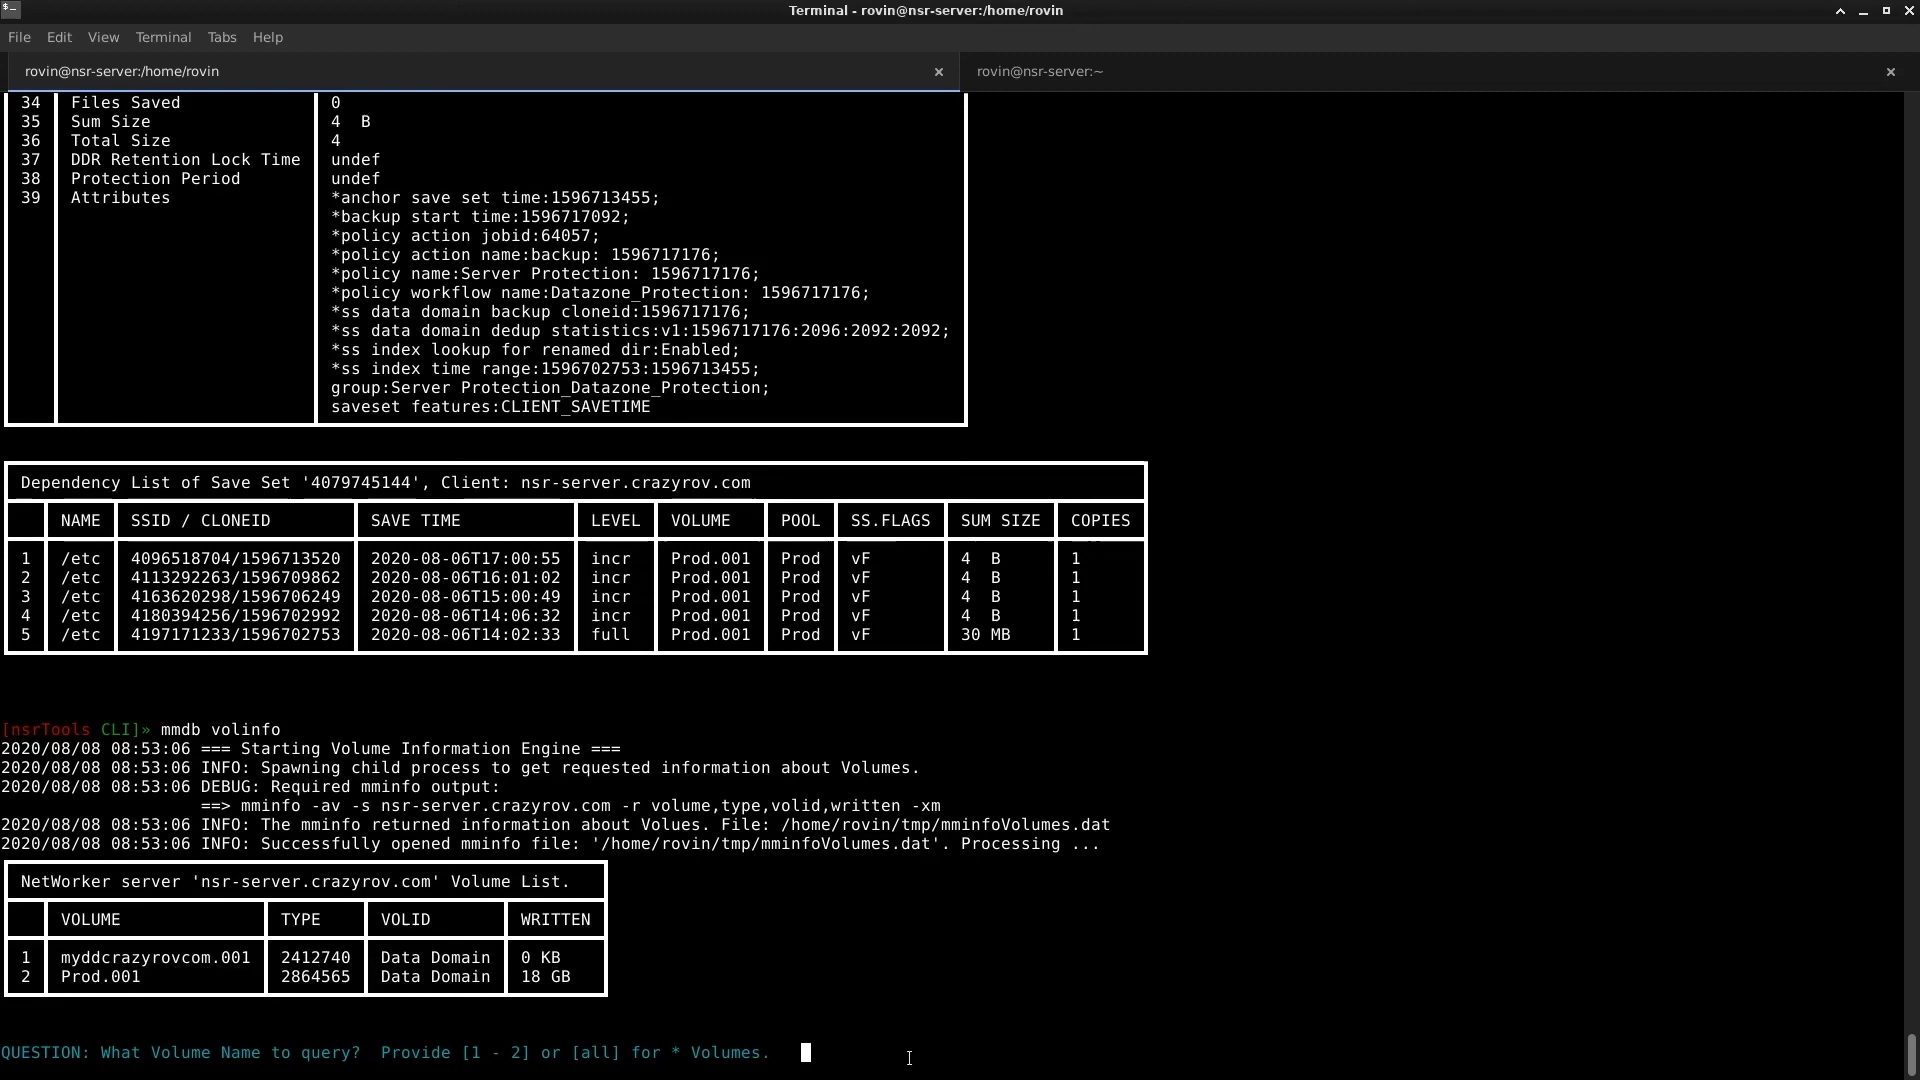 Terminal - rovin@nsr-server:/home/rovin
File Edit View Terminal Tabs Help
rovin@nsr-server:/home/rovin
rovin@nsr-server:~
34 Files Saved 0
35 Sum Size 4 B
36 Total Size 4
37 DDR Retention Lock Time undef
38 Protection Period undef
39 Attributes *anchor save set time:1596713455;
*backup start time:1596717092;
*policy action jobid:64057;
*policy action name:backup: 1596717176;
*policy name:Server Protection: 1596717176;
*policy workflow name:Datazone_Protection: 1596717176;
*ss data domain backup cloneid:1596717176;
*ss data domain dedup statistics:v1:1596717176:2096:2092:2092;
*ss index lookup for renamed dir:Enabled;
*ss index time range:1596702753:1596713455;
group:Server Protection_Datazone_Protection;
saveset features:CLIENT_SAVETIME
Dependency List of Save Set '4079745144', Client: nsr-server.crazyrov.com
NAME SSID / CLONEID SAVE TIME LEVEL VOLUME POOL SS.FLAGS SUM SIZE COPIES
1 /etc 4096518704/1596713520 2020-08-06T17:00:55 incr Prod.001 Prod vF 4 B 1
2 /etc 4113292263/1596709862 2020-08-06T16:01:02 incr Prod.001 Prod vF 4 B 1
3 /etc 4163620298/1596706249 2020-08-06T15:00:49 incr Prod.001 Prod vF 4 B 1
4 /etc 4180394256/1596702992 2020-08-06T14:06:32 incr Prod.001 Prod vF 4 B 1
5 /etc 4197171233/1596702753 2020-08-06T14:02:33 full Prod.001 Prod vF 30 MB 1
[nsrTools CLI]» mmdb volinfo
2020/08/08 08:53:06 === Starting Volume Information Engine ===
2020/08/08 08:53:06 INFO: Spawning child process to get requested information about Volumes.
2020/08/08 08:53:06 DEBUG: Required mminfo output:
==> mminfo -av -s nsr-server.crazyrov.com -r volume,type,volid,written -xm
2020/08/08 08:53:06 INFO: The mminfo returned information about Volues. File: /home/rovin/tmp/mminfoVolumes.dat
2020/08/08 08:53:06 INFO: Successfully opened mminfo file: '/home/rovin/tmp/mminfoVolumes.dat'. Processing ...
NetWorker server 'nsr-server.crazyrov.com' Volume List.
VOLUME TYPE VOLID WRITTEN
1 myddcrazyrovcom.001 2412740 Data Domain 0 KB
2 Prod.001 2864565 Data Domain 18 GB
QUESTION: What Volume Name to query? Provide [1 - 2] or [all] for * Volumes.